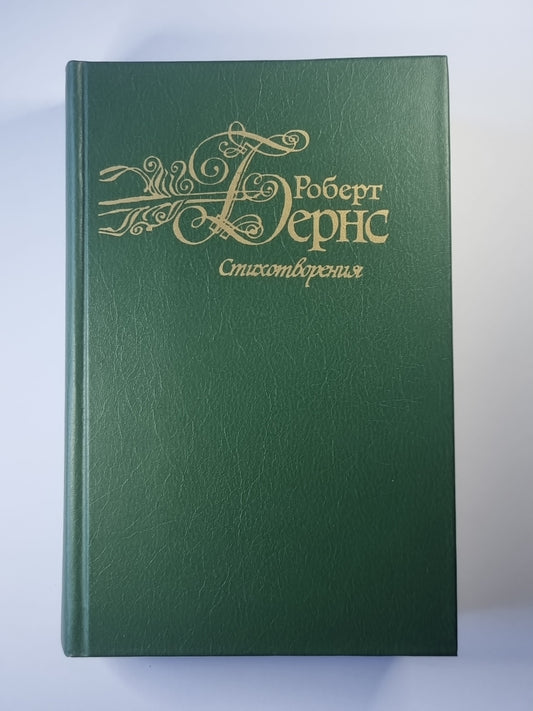 Роберт
Бернс
Стихотворения